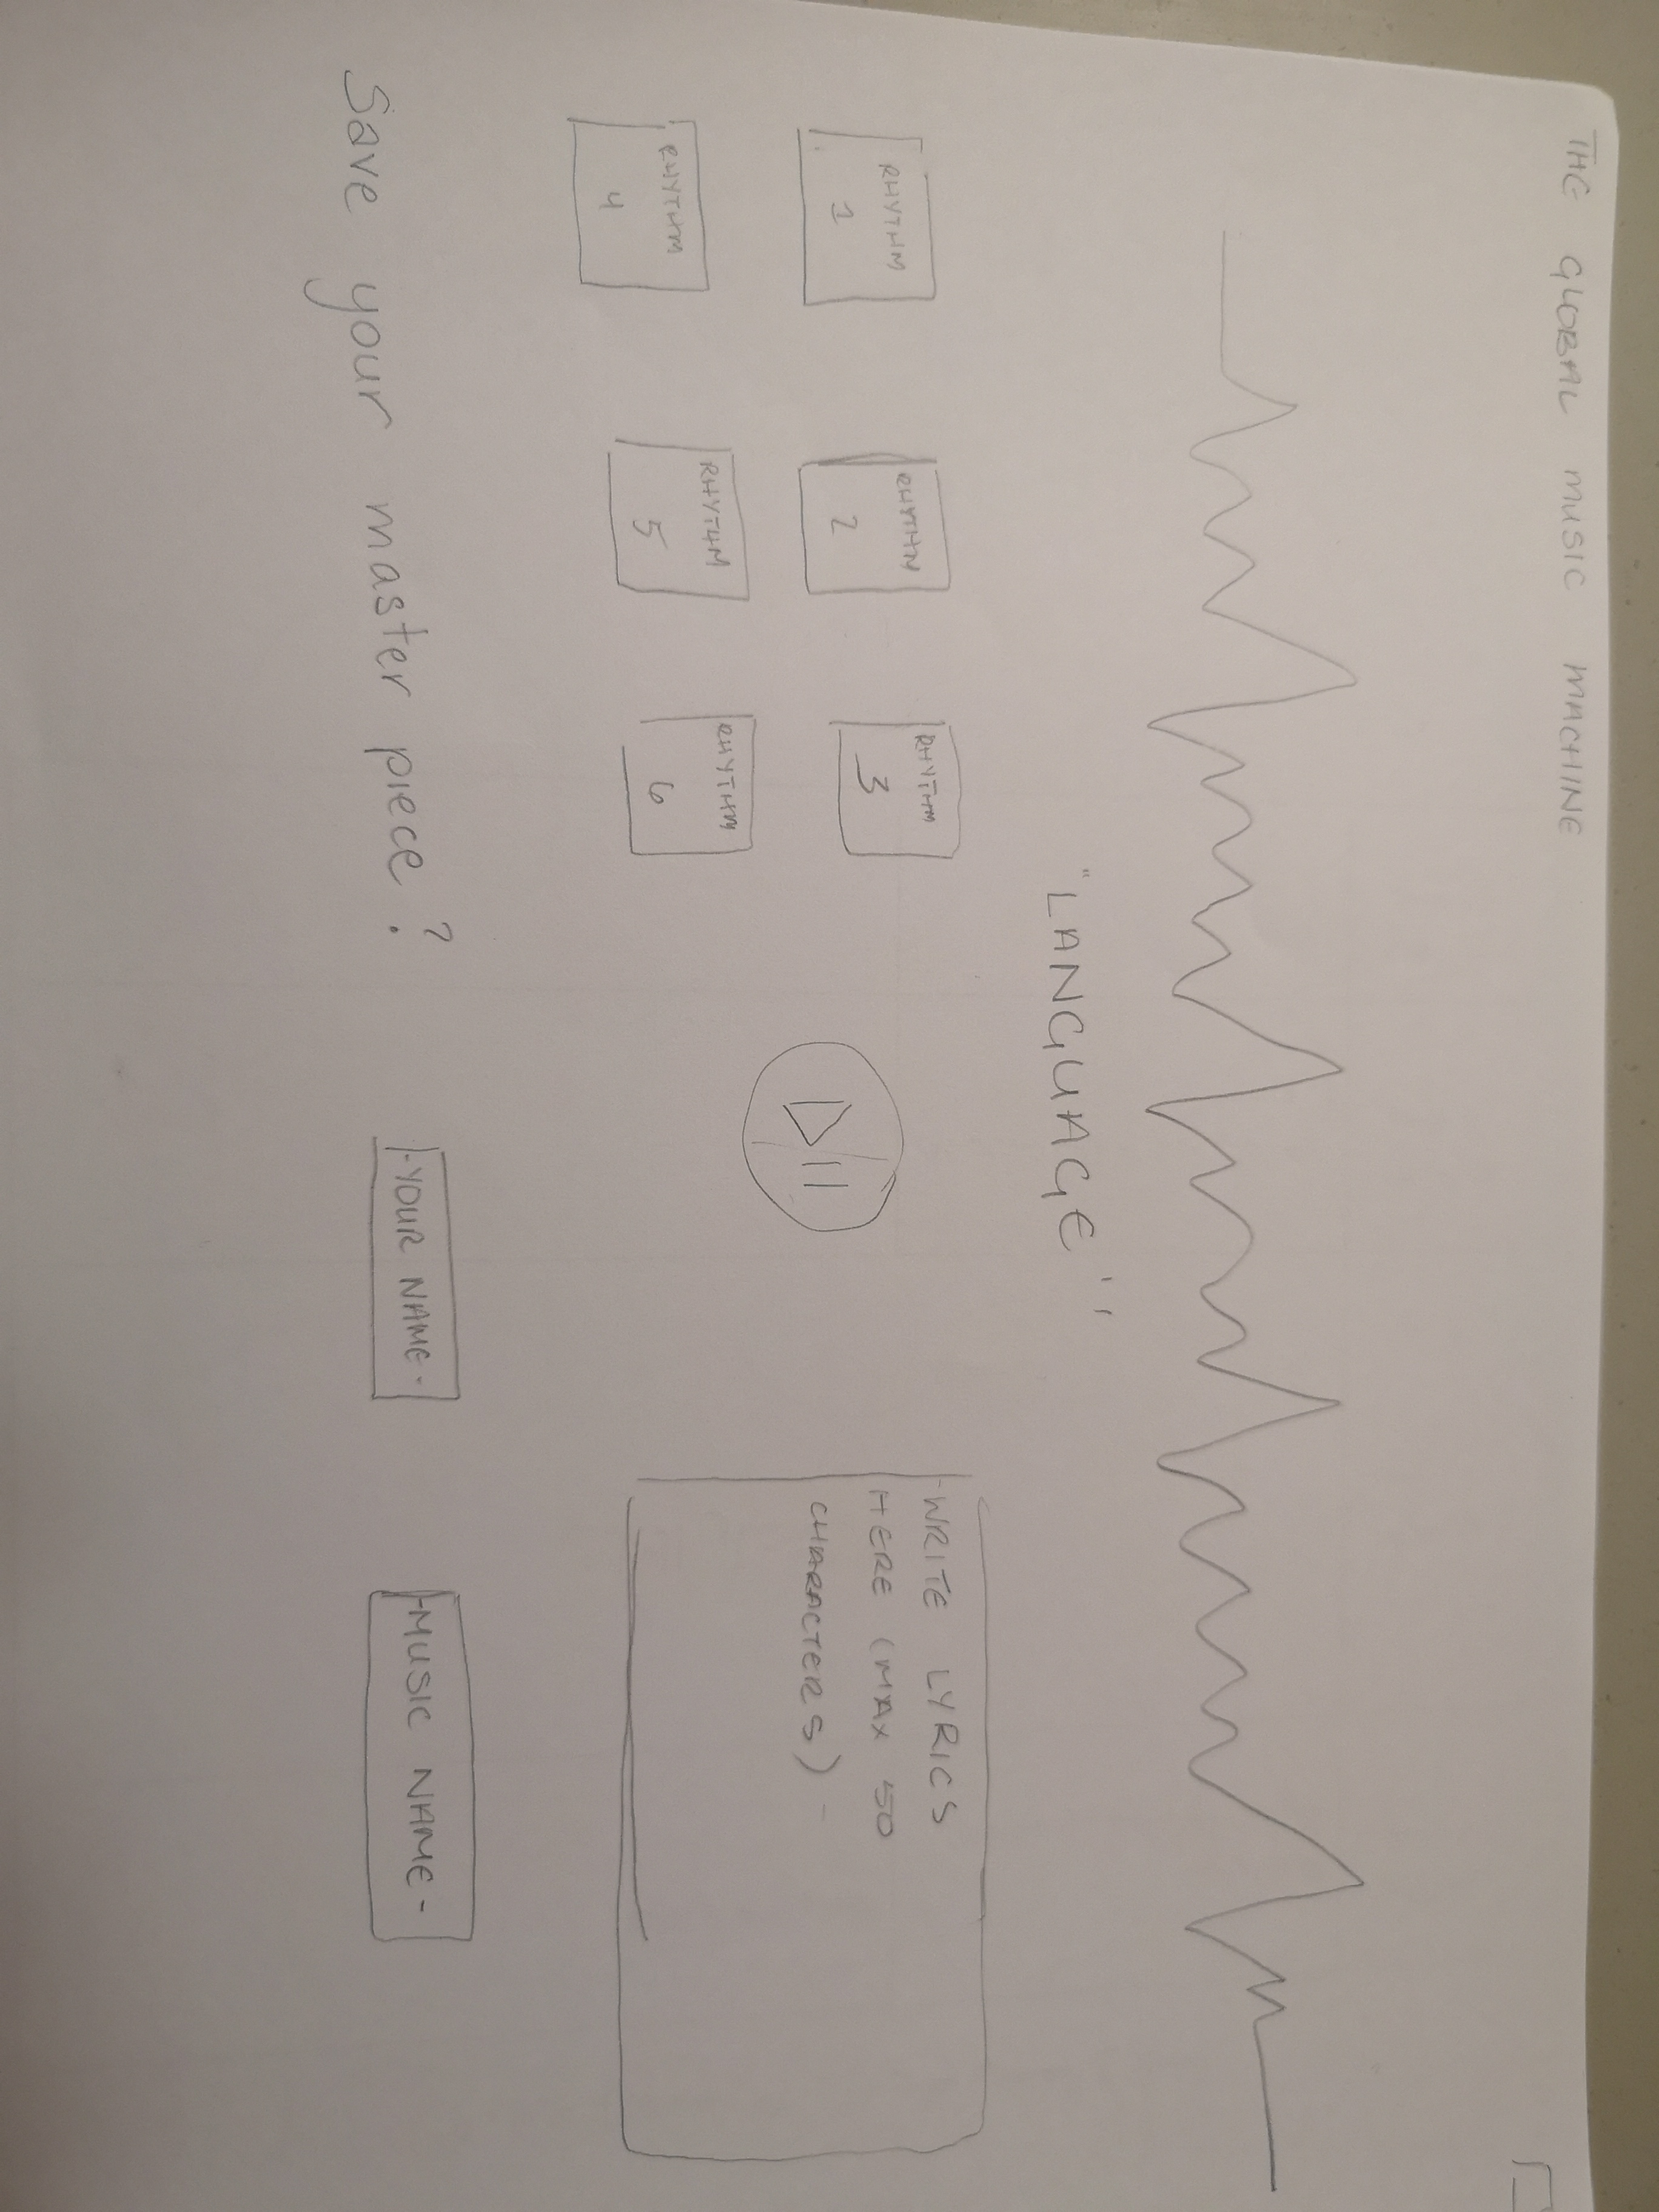 THE GLOBAL MUSIC MACHINE
"LANGUAGE"
RHYTHM
1
RHYTHM
2
RHYTHM
3
RHYTHM
4
RHYTHM
5
RHYTHM
6
-WRITE LYRICS
HERE (MAX 50
CHARACTERS) -
Save your master piece?
-YOUR NAME-
-MUSIC NAME-